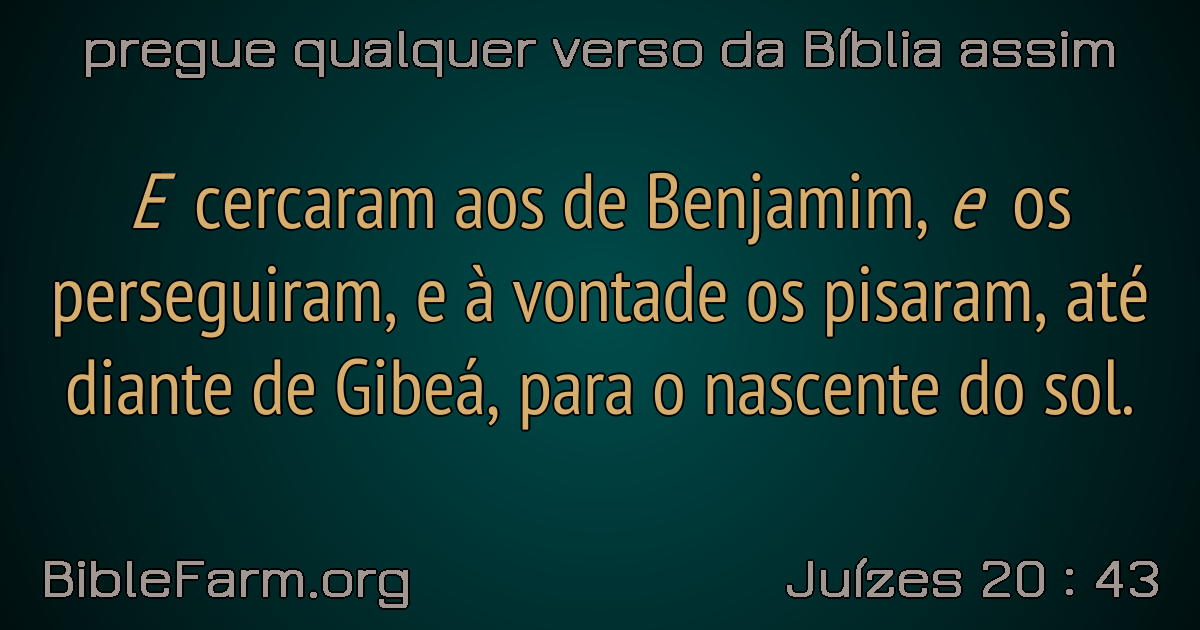 pregue qualquer verso da Bíblia assim
E cercaram aos de Benjamim, e os
perseguiram, e à vontade os pisaram, até
diante de Gibeá, para o nascente do sol.
BibleFarm.org
Juízes 20 : 43